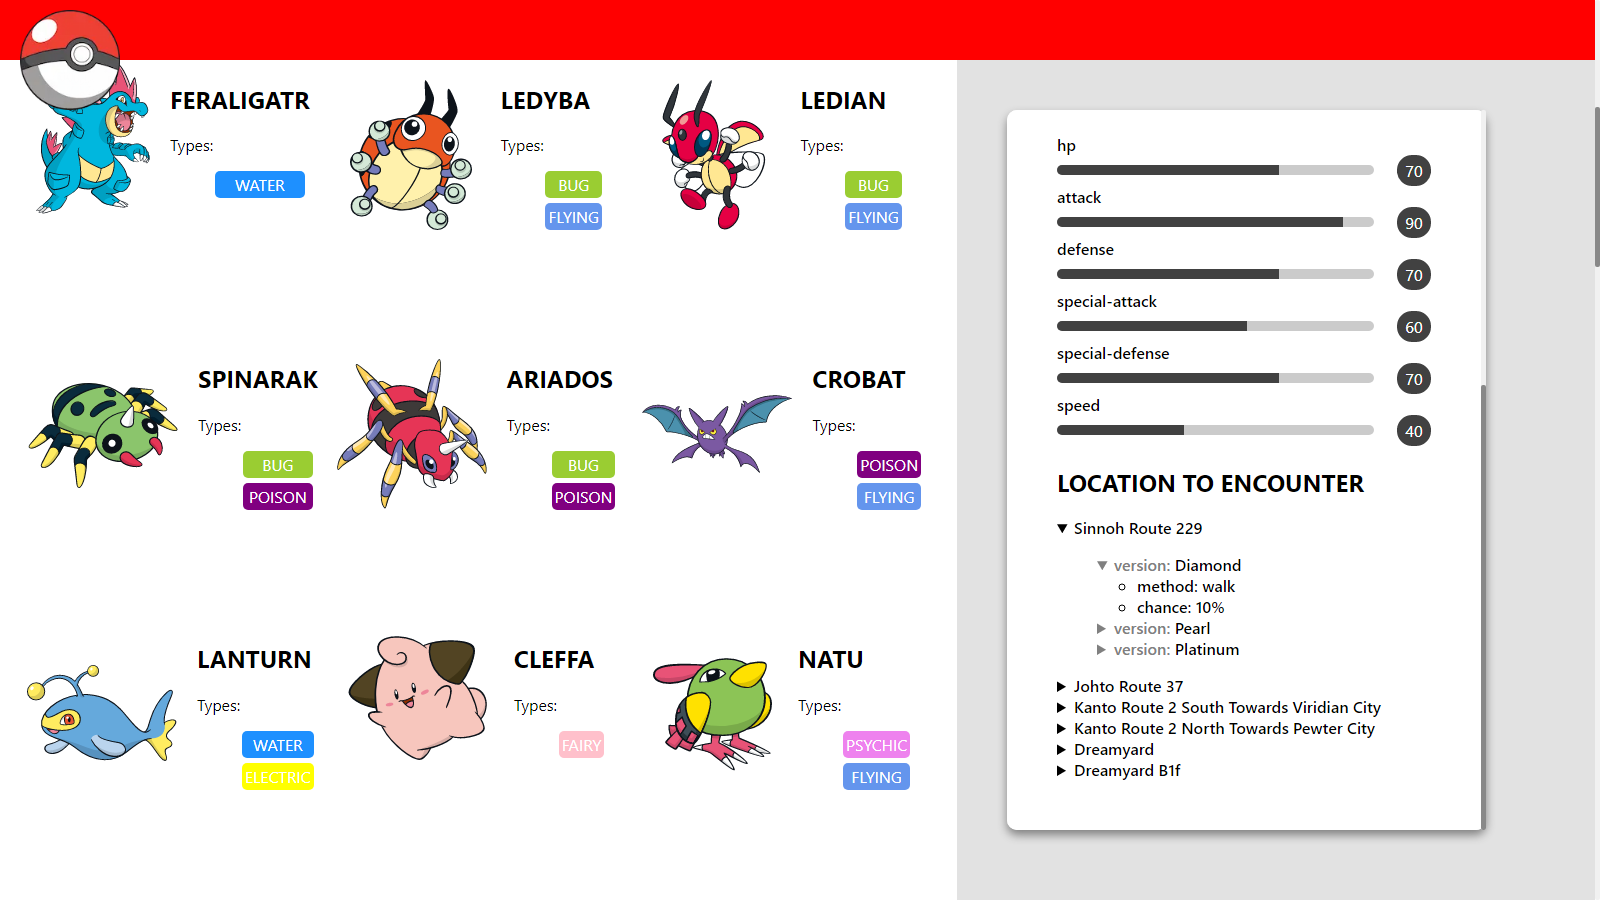 FERALIGATR
Types:
WATER
LEDYBA
Types:
BUG
FLYING
LEDIAN
Types:
BUG
FLYING
SPINARAK
Types:
BUG
POISON
ARIADOS
Types:
BUG
POISON
CROBAT
Types:
POISON
FLYING
LANTURN
Types:
WATER
ELECTRIC
CLEFFA
Types:
FAIRY
NATU
Types:
PSYCHIC
FLYING
hp
70
attack
90
defense
70
special-attack
60
special-defense
70
speed
40
LOCATION TO ENCOUNTER
Sinnoh Route 229
version: Diamond
method: walk
chance: 10%
version: Pearl
version: Platinum
Johto Route 37
Kanto Route 2 South Towards Viridian City
Kanto Route 2 North Towards Pewter City
Dreamyard
Dreamyard B1f